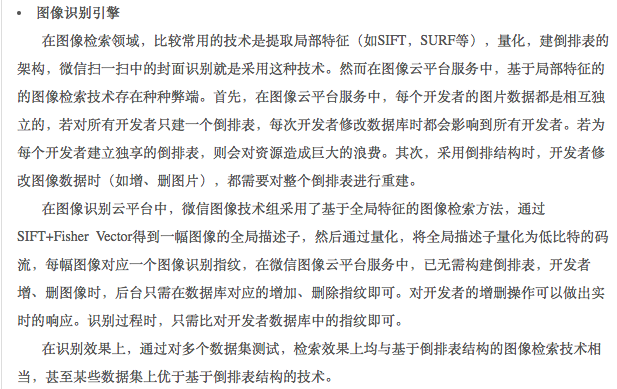 • 图像识别引擎
在图像检索领域，比较常用的技术是提取局部特征（如SIFT，SURF等），量化，建倒排表的
架构，微信扫一扫中的封面识别就是采用这种技术。然而在图像云平台服务中，基于局部特征的
的图像检索技术存在种种弊端。首先，在图像云平台服务中，每个开发者的图片数据都是相互独
立的，若对所有开发者只建一个倒排表，每次开发者修改数据库时都会影响到所有开发者。若为
每个开发者建立独享的倒排表，则会对资源造成巨大的浪费。其次，采用倒排结构时，开发者修
改图像数据时（如增、删图片），都需要对整个倒排表进行重建。
在图像识别云平台中，微信图像技术组采用了基于全局特征的图像检索方法，通过
SIFT+Fisher Vector得到一幅图像的全局描述子，然后通过量化，将全局描述子量化为低比特的码
流，每幅图像对应一个图像识别指纹，在微信图像云平台服务中，已无需构建倒排表，开发者
增、删图像时，后台只需在数据库对应的增加、删除指纹即可。对开发者的增删操作可以做出实
时的响应。识别过程时，只需比对开发者数据库中的指纹即可。
在识别效果上，通过对多个数据集测试，检索效果上均与基于倒排表结构的图像检索技术相
当，甚至某些数据集上优于基于倒排表结构的技术。